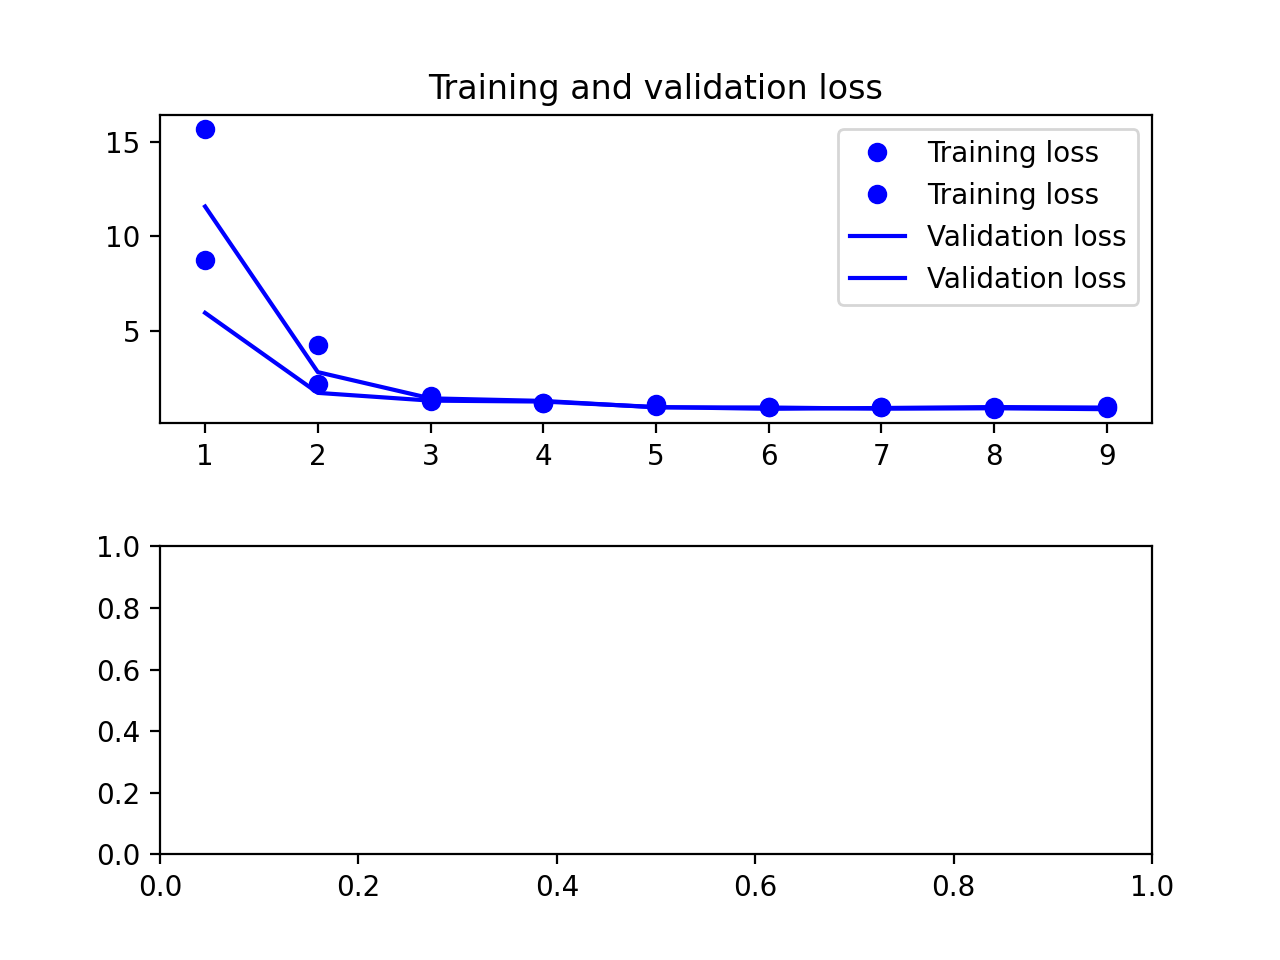 Training and validation loss
15
10
5
Training loss
Training loss
Validation loss
Validation loss
1 2 3 4 5 6 7 8 9
1.0
0.8
0.6
0.4
0.2
0.0
0.0 0.2 0.4 0.6 0.8 1.0